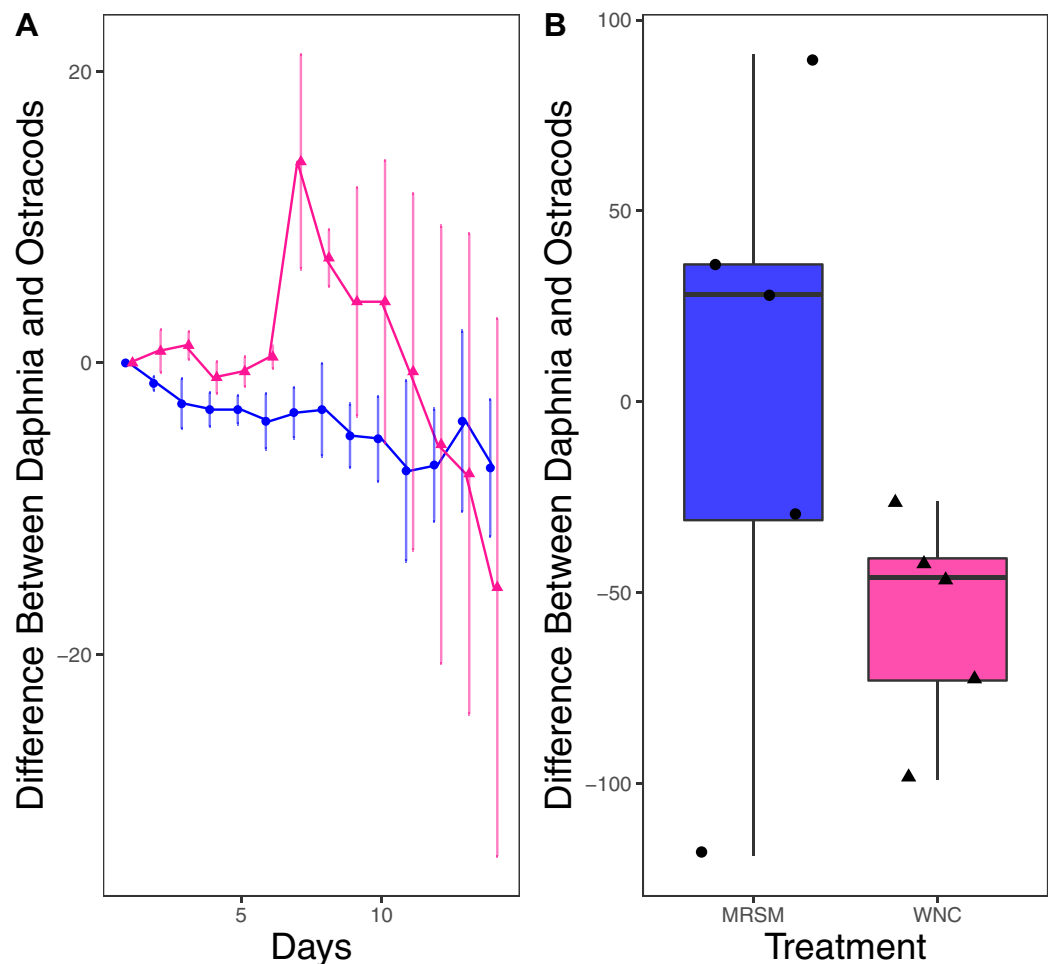 A
Difference Between Daphnia and Ostracods
20
0
−20
5
10
Days
B
Difference Between Daphnia and Ostracods
100
50
0
−50
−100
MRSM
WNC
Treatment